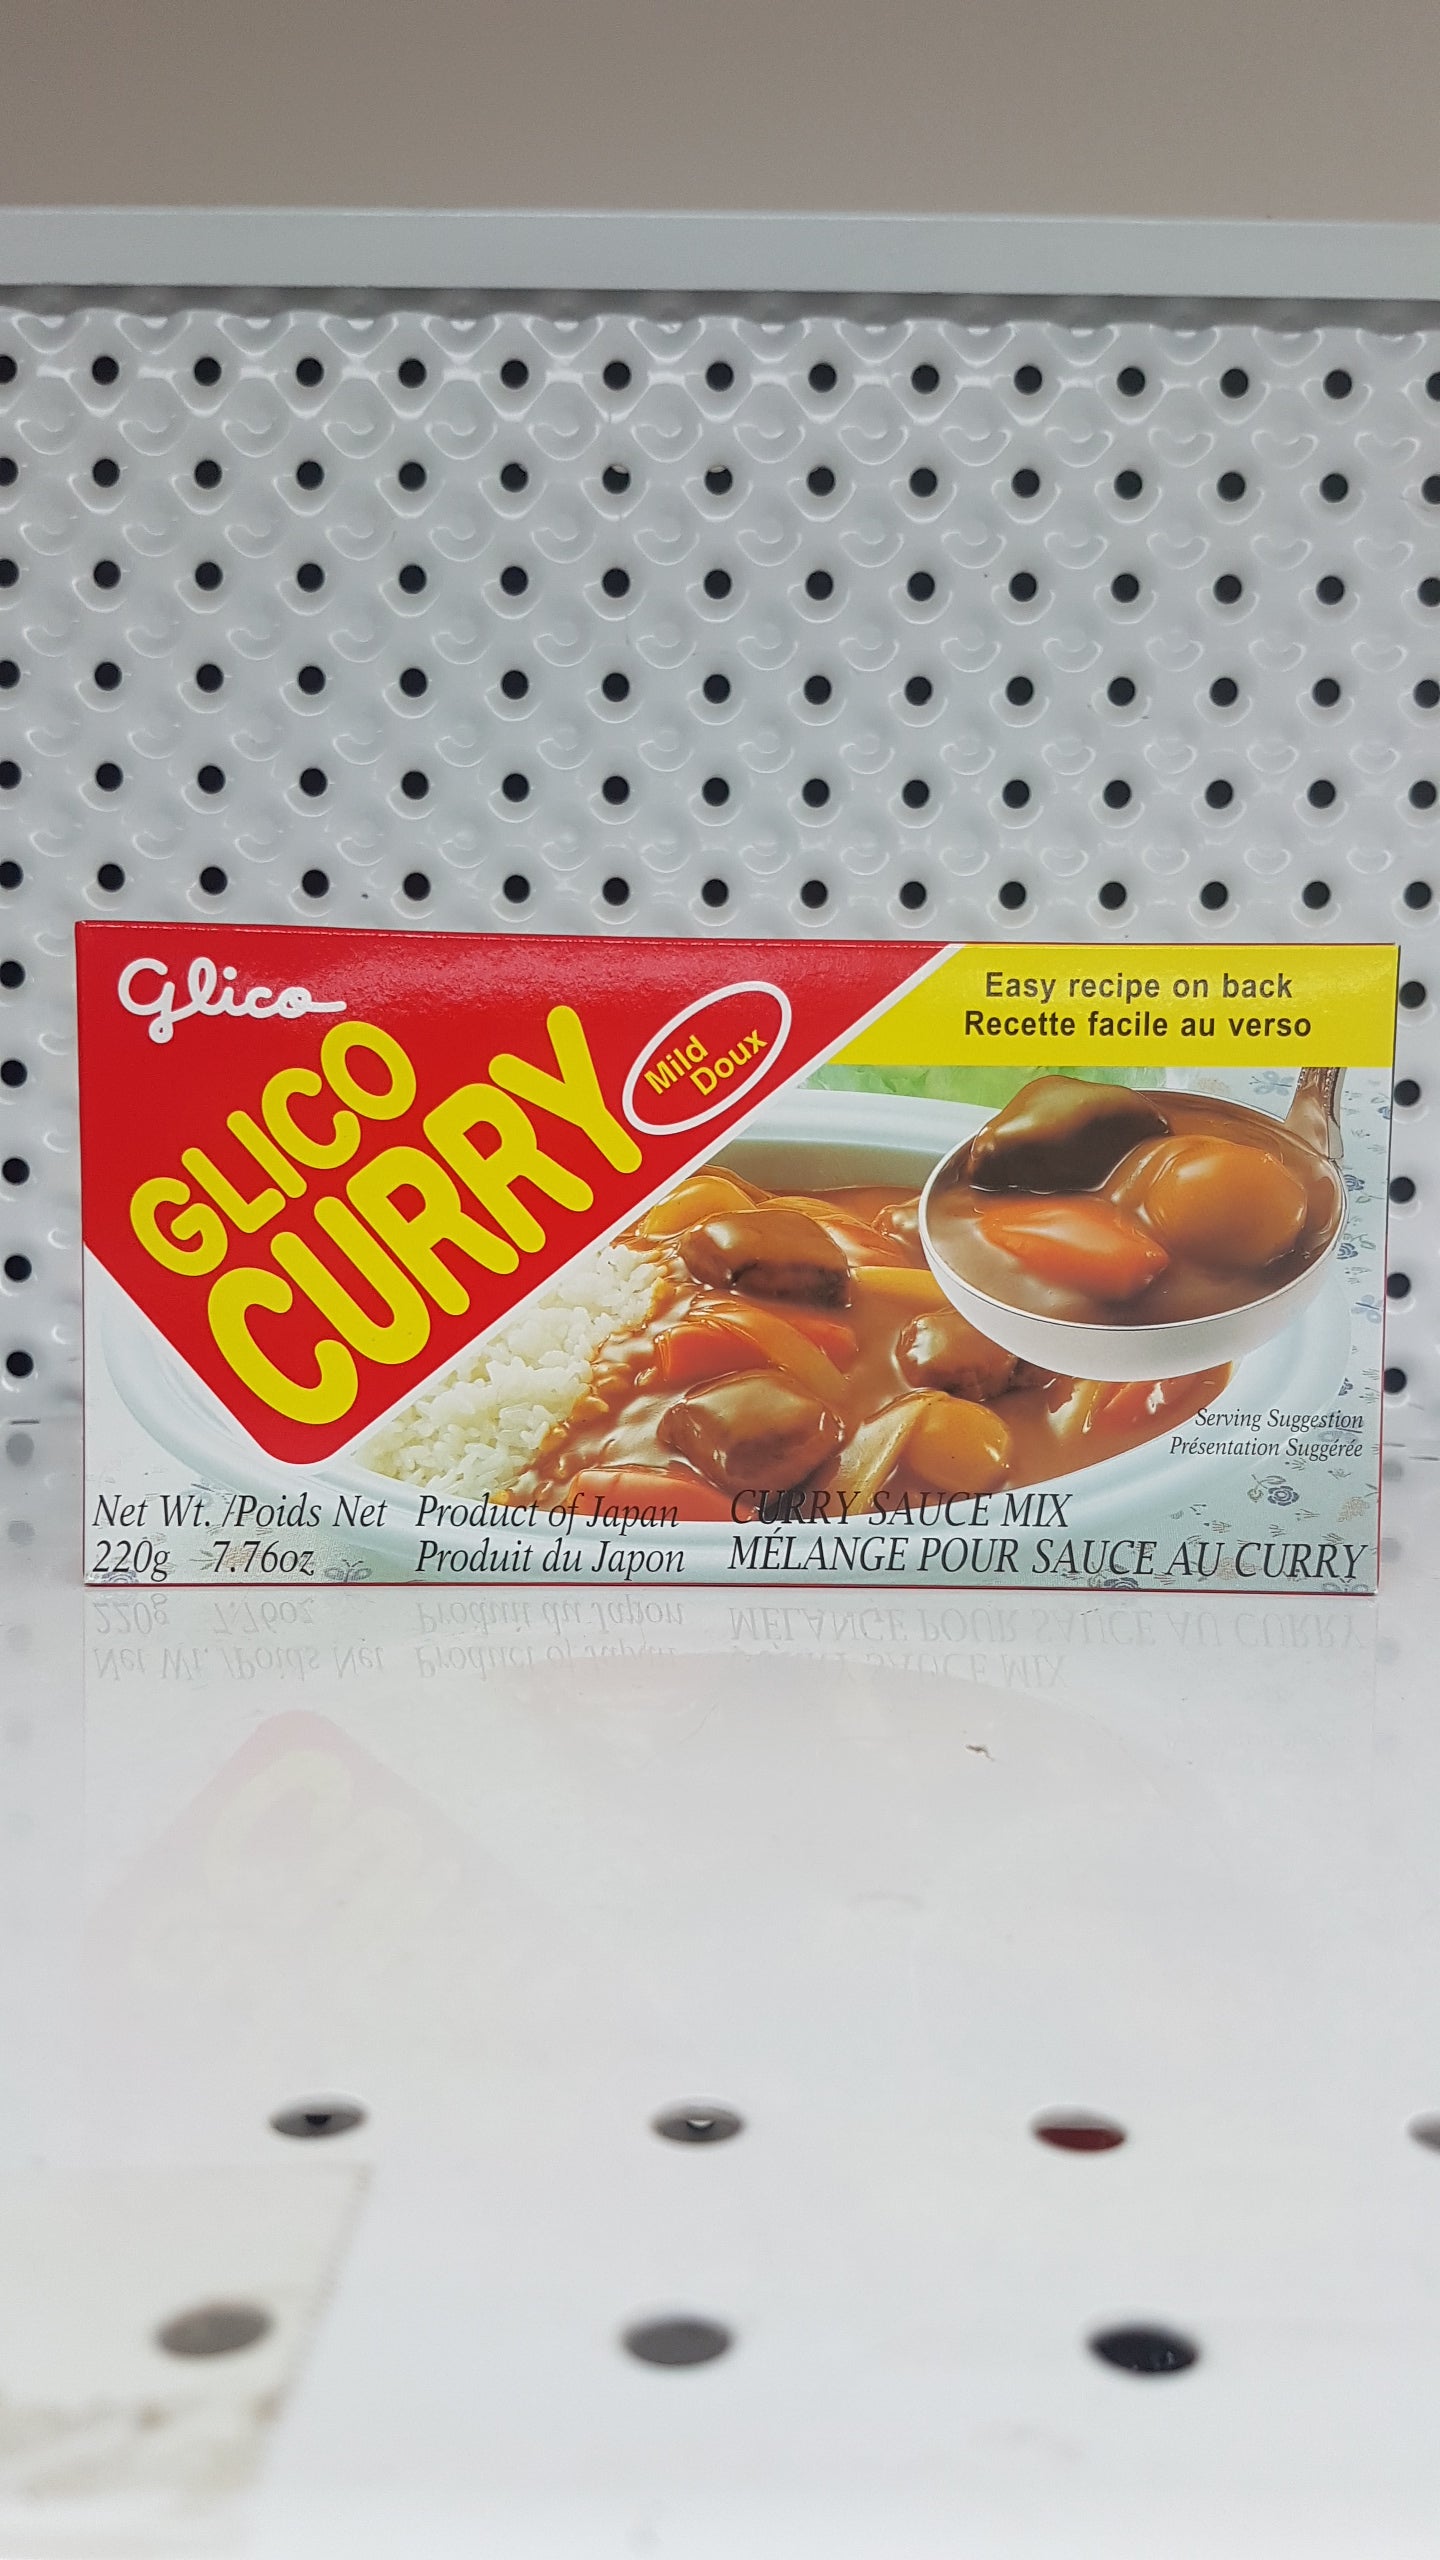 Glico
GLICO
CURRY
Mild
Doux
Easy recipe on back
Recette facile au verso
Serving Suggestion
Présentation Suggérée
Net Wt. /Poids Net
220g 7.76oz
Product of Japan
Produit du Japon
CURRY SAUCE MIX
MÉLANGE POUR SAUCE AU CURRY